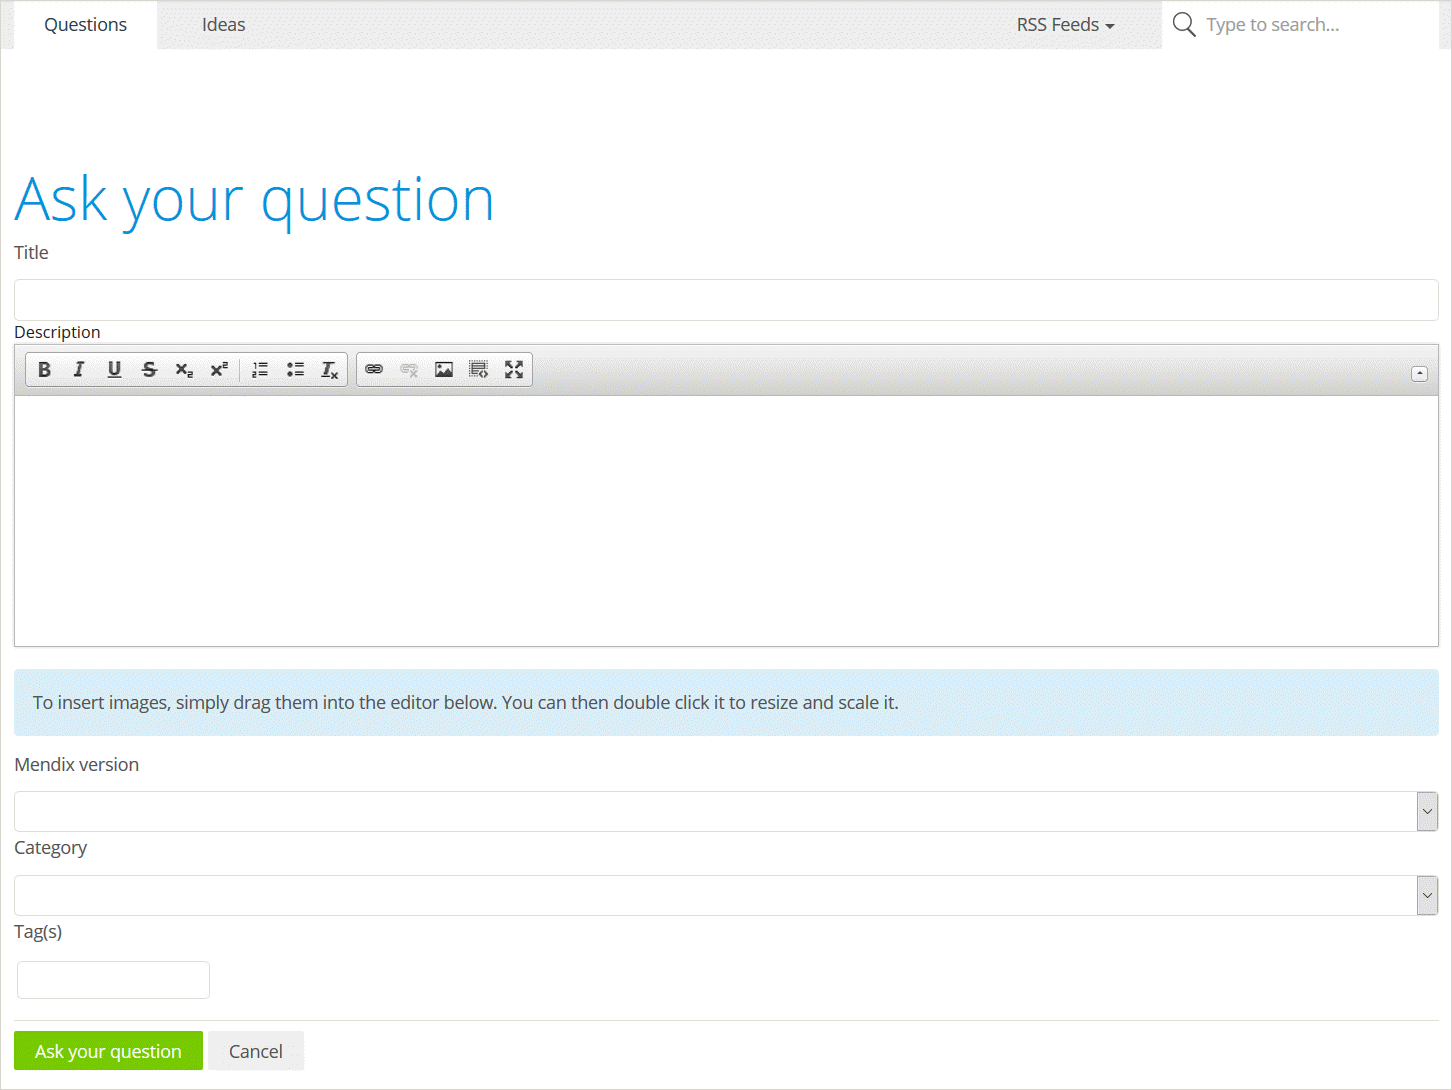 Questions Ideas RSS Feeds Type to search...
Ask your question
Title
Description
To insert images, simply drag them into the editor below. You can then double click it to resize and scale it.
Mendix version
Category
Tag(s)
Ask your question Cancel